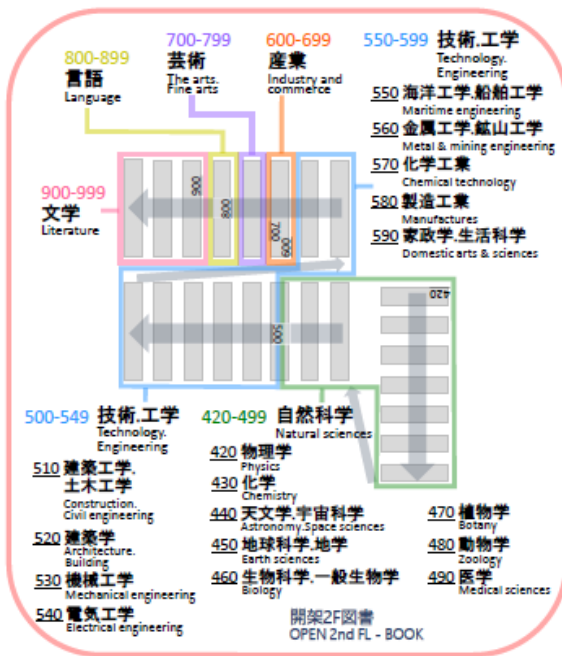 800-899
言語
Language
700-799
芸術
The arts.
Fine arts
600-699
産業
Industry and
commerce
550-599 技術.工学
Technology.
Engineering
550 海洋工学.船舶工学
Maritime engineering
560 金属工学.鉱山工学
Metal & mining engineering
570 化学工業
Chemical technology
580 製造工業
Manufactures
590 家政学.生活科学
Domestic arts & sciences
900-999
文学
Literature
900
800
700
600
500
420
500-549 技術.工学
Technology.
Engineering
510 建築工学.
土木工学
Construction.
Civil engineering
520 建築学
Architecture.
Building
530 機械工学
Mechanical engineering
540 電気工学
Electrical engineering
420-499 自然科学
Natural sciences
420 物理学
Physics
430 化学
Chemistry
440 天文学.宇宙科学
Astronomy.Space sciences
450 地球科学.地学
Earth sciences
460 生物科学.一般生物学
Biology
470 植物学
Botany
480 動物学
Zoology
490 医学
Medical sciences
開架2F図書
OPEN 2nd FL - BOOK